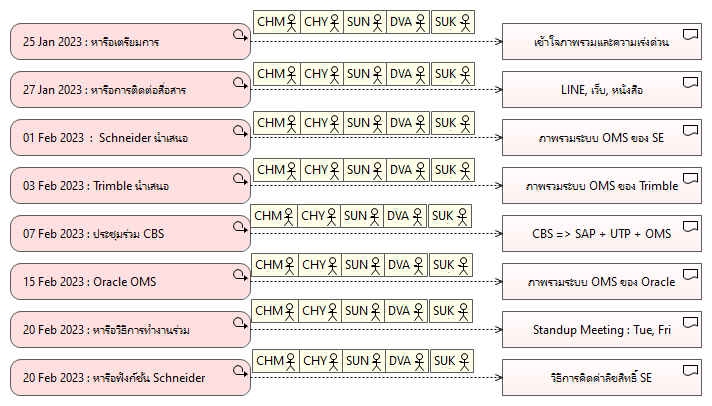 25 Jan 2023 : หารือเตรียมการ CHM CHY SUN DVA SUK เข้าใจภาพรวมและความเร่งด่วน
27 Jan 2023 : หารือการติดต่อสื่อสาร CHM CHY SUN DVA SUK LINE, เว็บ, หนังสือ
01 Feb 2023 : Schneider นำเสนอ CHM CHY SUN DVA SUK ภาพรวมระบบ OMS ของ SE
03 Feb 2023 : Trimble นำเสนอ CHM CHY SUN DVA SUK ภาพรวมระบบ OMS ของ Trimble
07 Feb 2023 : ประชุมร่วม CBS CHM CHY SUN DVA SUK CBS => SAP + UTP + OMS
15 Feb 2023 : Oracle OMS CHM CHY SUN DVA SUK ภาพรวมระบบ OMS ของ Oracle
20 Feb 2023 : หารือวิธีการทำงานร่วม CHM CHY SUN DVA SUK Standup Meeting : Tue, Fri
20 Feb 2023 : หารือฟังก์ชั่น Schneider CHM CHY SUN DVA SUK วิธีการคิดค่าลิขสิทธิ์ SE